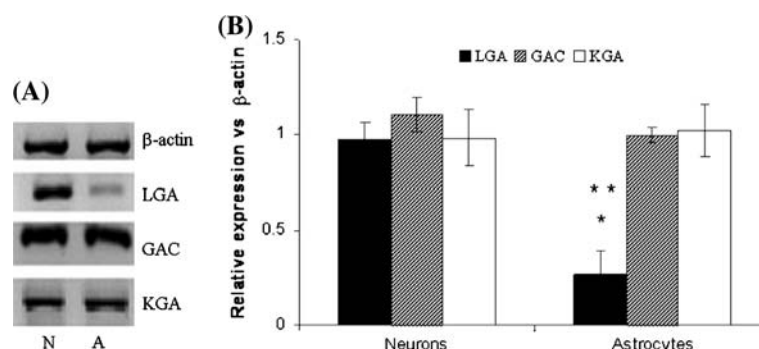 (A)
β-actin
LGA
GAC
KGA
N A
(B)
Relative expression vs β-actin
1.5
1
0.5
0
LGA GAC KGA
* *
*
Neurons Astrocytes